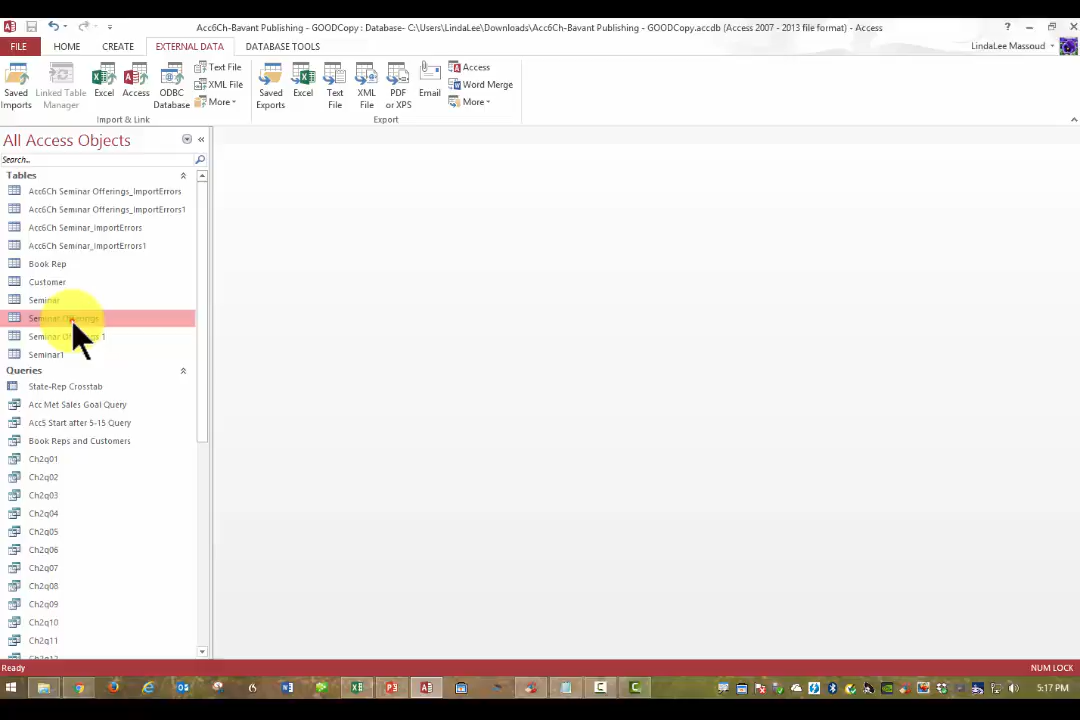 Acc6Ch-Bavant Publishing - GOODCopy : Database- C:\Users\LindaLee\Downloads\Acc6Ch-Bavant Publishing - GOODCopy.accdb (Access 2007 - 2013 file format) - Access
FILE HOME CREATE EXTERNAL DATA DATABASE TOOLS LindaLee Massoud
Saved Imports
Linked Table Manager
Excel
Access
ODBC Database
Text File
XML File
More
Import & Link
Saved Exports
Excel
Text File
XML File
PDF or XPS
Email
Access
Word Merge
More
Export
All Access Objects
Search...
Tables
Acc6Ch Seminar Offerings_ImportErrors
Acc6Ch Seminar Offerings_ImportErrors1
Acc6Ch Seminar_ImportErrors
Acc6Ch Seminar_ImportErrors1
Book Rep
Customer
Seminar
Seminar Offerings
Seminar Offerings 1
Seminar1
Queries
State-Rep Crosstab
Acc Met Sales Goal Query
Acc5 Start after 5-15 Query
Book Reps and Customers
Ch2q01
Ch2q02
Ch2q03
Ch2q04
Ch2q05
Ch2q06
Ch2q07
Ch2q08
Ch2q09
Ch2q10
Ch2q11
Ready NUM LOCK
5:17 PM